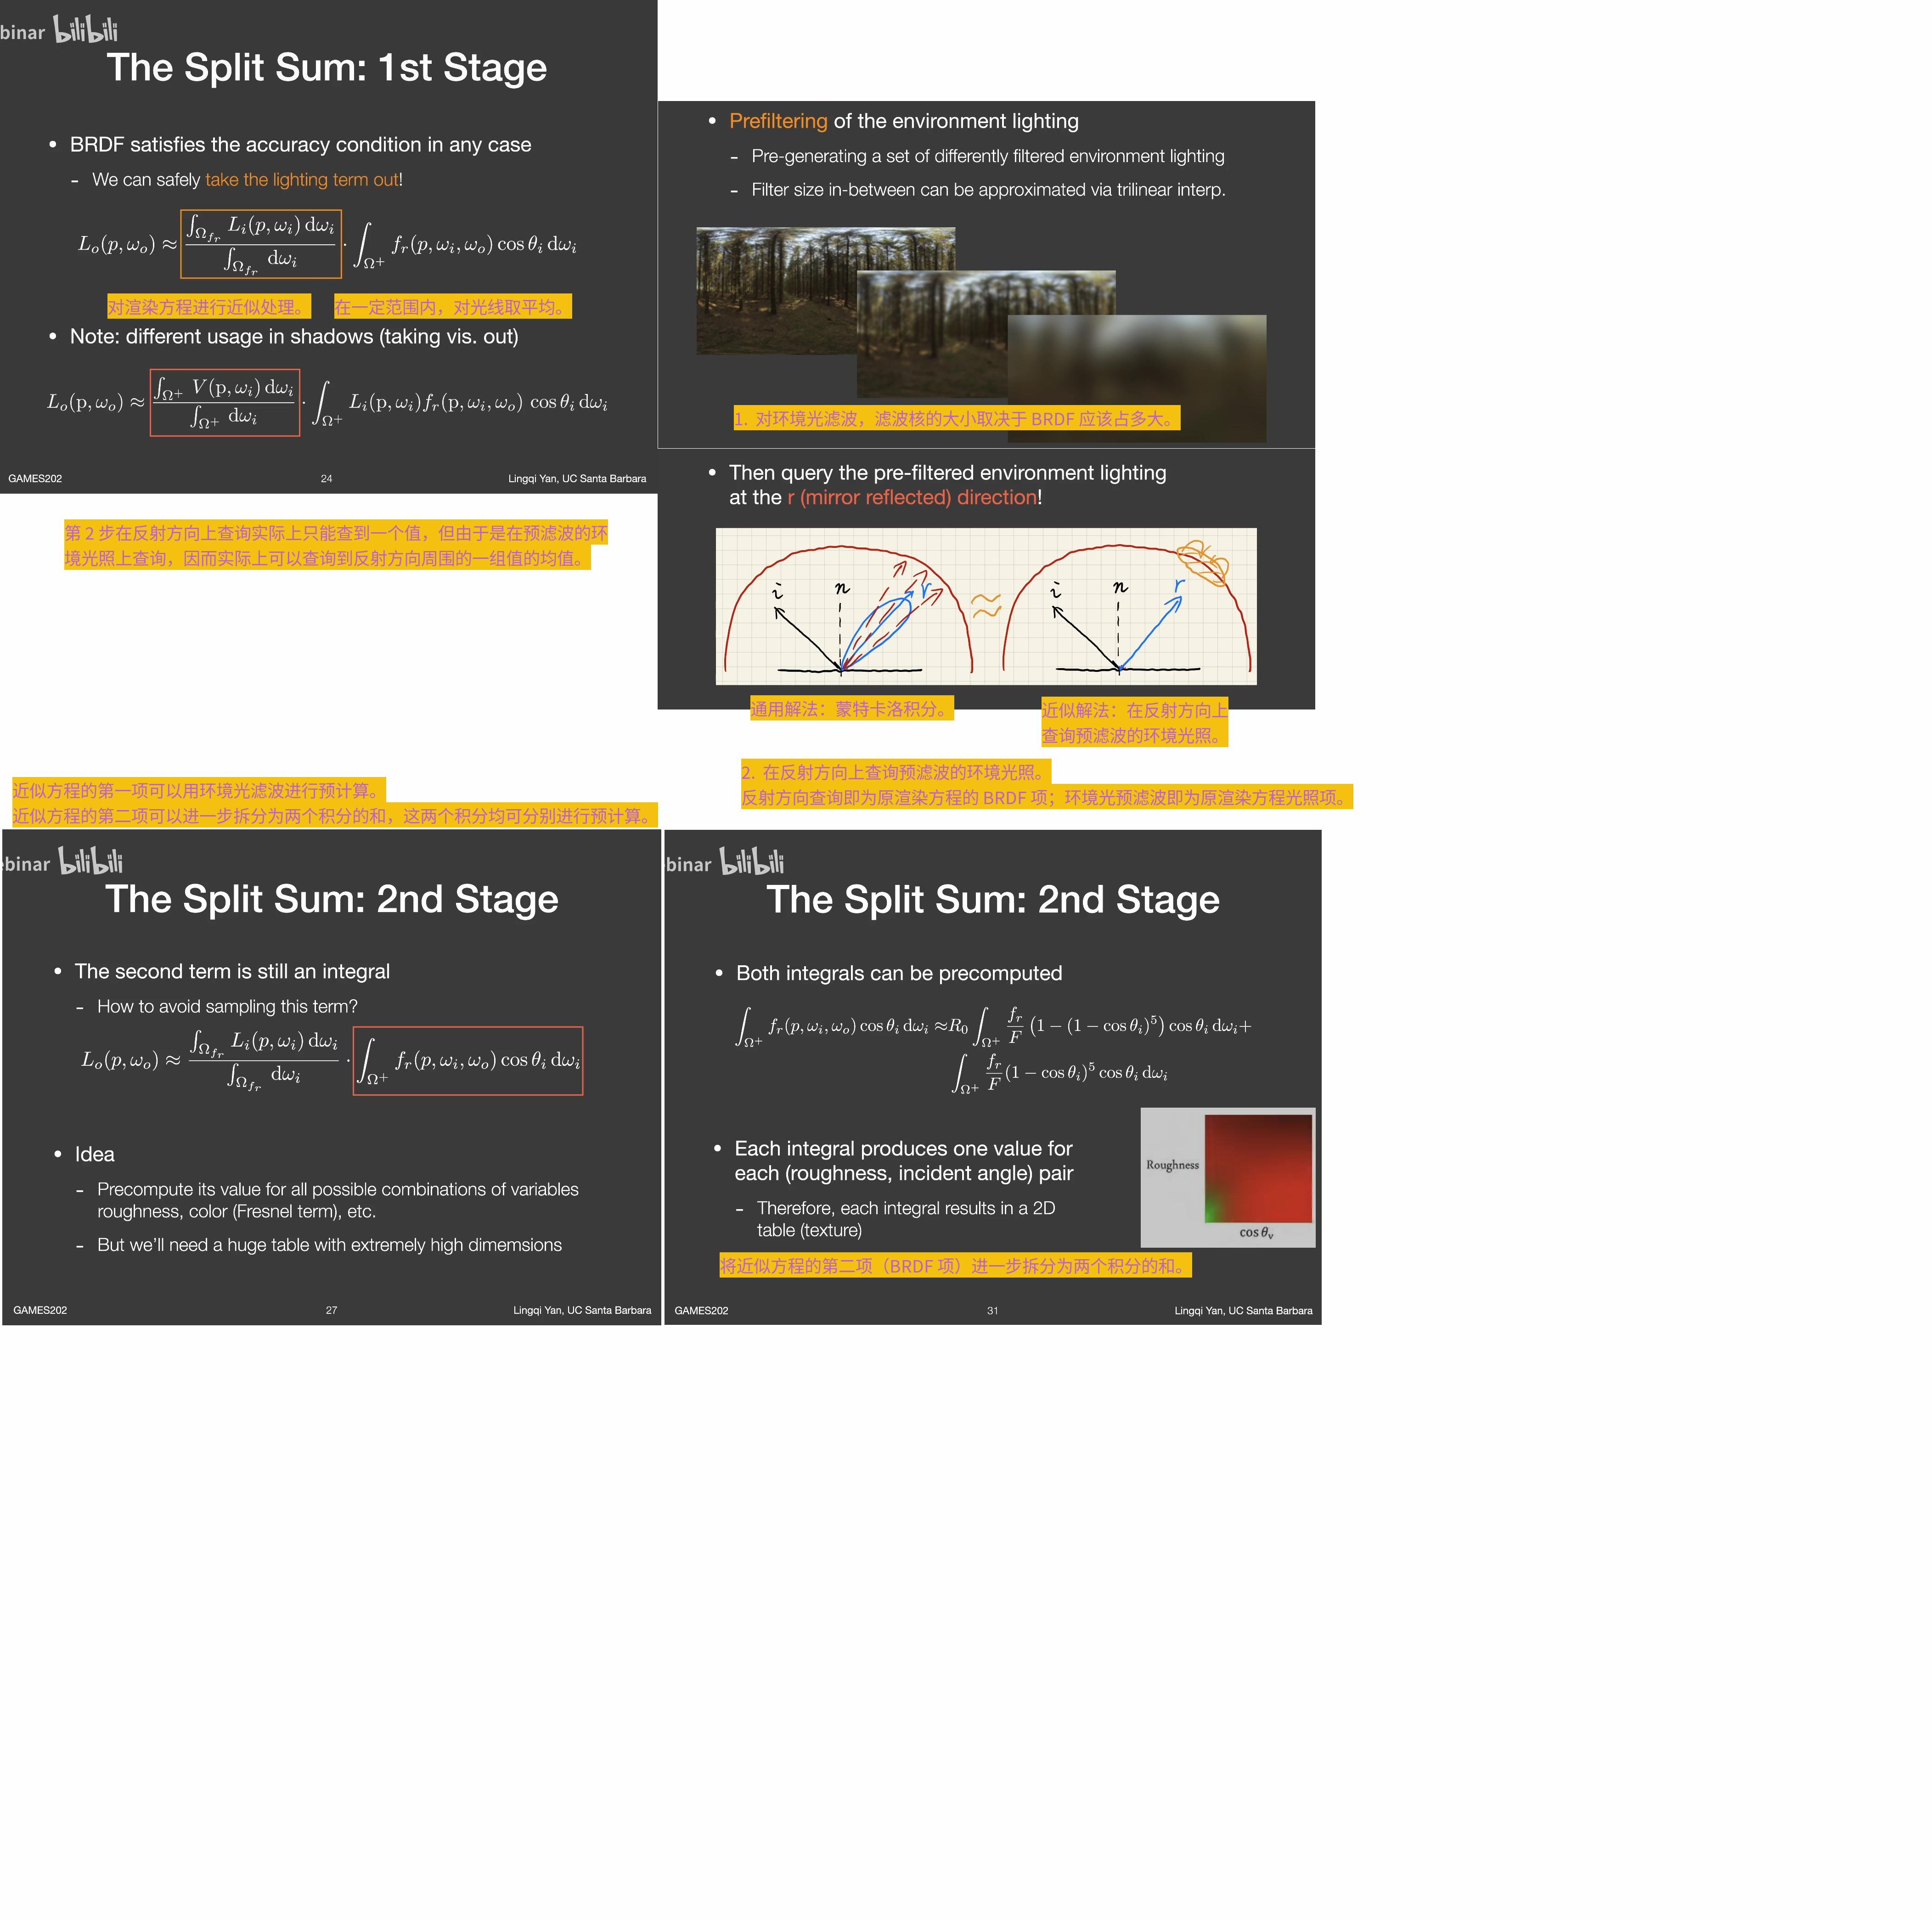 binar bilibili
The Split Sum: 1st Stage
• BRDF satisfies the accuracy condition in any case
- We can safely take the lighting term out!
$L_o(p, \omega_o) \approx \frac{\int_{\Omega_{f_r}} L_i(p, \omega_i) \, \mathrm{d}\omega_i}{\int_{\Omega_{f_r}} \mathrm{d}\omega_i} \cdot \int_{\Omega^+} f_r(p, \omega_i, \omega_o) \cos\theta_i \, \mathrm{d}\omega_i$
对渲染方程进行近似处理。 在一定范围内，对光线取平均。
• Note: different usage in shadows (taking vis. out)
$L_o(\mathrm{p}, \omega_o) \approx \frac{\int_{\Omega^+} V(\mathrm{p}, \omega_i) \, \mathrm{d}\omega_i}{\int_{\Omega^+} \mathrm{d}\omega_i} \cdot \int_{\Omega^+} L_i(\mathrm{p}, \omega_i) f_r(\mathrm{p}, \omega_i, \omega_o) \cos\theta_i \, \mathrm{d}\omega_i$
GAMES202 24 Lingqi Yan, UC Santa Barbara
第 2 步在反射方向上查询实际上只能查到一个值，但由于是在预滤波的环
境光照上查询，因而实际上可以查询到反射方向周围的一组值的均值。
• Prefiltering of the environment lighting
- Pre-generating a set of differently filtered environment lighting
- Filter size in-between can be approximated via trilinear interp.
1. 对环境光滤波，滤波核的大小取决于 BRDF 应该占多大。
• Then query the pre-filtered environment lighting
at the r (mirror reflected) direction!
i n r ≈ i n r
通用解法：蒙特卡洛积分。
近似解法：在反射方向上
查询预滤波的环境光照。
2. 在反射方向上查询预滤波的环境光照。
反射方向查询即为原渲染方程的 BRDF 项；环境光预滤波即为原渲染方程光照项。
近似方程的第一项可以用环境光滤波进行预计算。
近似方程的第二项可以进一步拆分为两个积分的和，这两个积分均可分别进行预计算。
binar bilibili
The Split Sum: 2nd Stage
• The second term is still an integral
- How to avoid sampling this term?
$L_o(p, \omega_o) \approx \frac{\int_{\Omega_{f_r}} L_i(p, \omega_i) \, \mathrm{d}\omega_i}{\int_{\Omega_{f_r}} \mathrm{d}\omega_i} \cdot \int_{\Omega^+} f_r(p, \omega_i, \omega_o) \cos\theta_i \, \mathrm{d}\omega_i$
• Idea
- Precompute its value for all possible combinations of variables
roughness, color (Fresnel term), etc.
- But we'll need a huge table with extremely high dimemsions
GAMES202 27 Lingqi Yan, UC Santa Barbara
binar bilibili
The Split Sum: 2nd Stage
• Both integrals can be precomputed
$\int_{\Omega^+} f_r(p, \omega_i, \omega_o) \cos\theta_i \, \mathrm{d}\omega_i \approx R_0 \int_{\Omega^+} \frac{f_r}{F} \left(1 - (1 - \cos\theta_i)^5\right) \cos\theta_i \, \mathrm{d}\omega_i +$
$\int_{\Omega^+} \frac{f_r}{F} (1 - \cos\theta_i)^5 \cos\theta_i \, \mathrm{d}\omega_i$
• Each integral produces one value for
each (roughness, incident angle) pair
- Therefore, each integral results in a 2D
table (texture)
Roughness
cos θv
将近似方程的第二项（BRDF 项）进一步拆分为两个积分的和。
GAMES202 31 Lingqi Yan, UC Santa Barbara